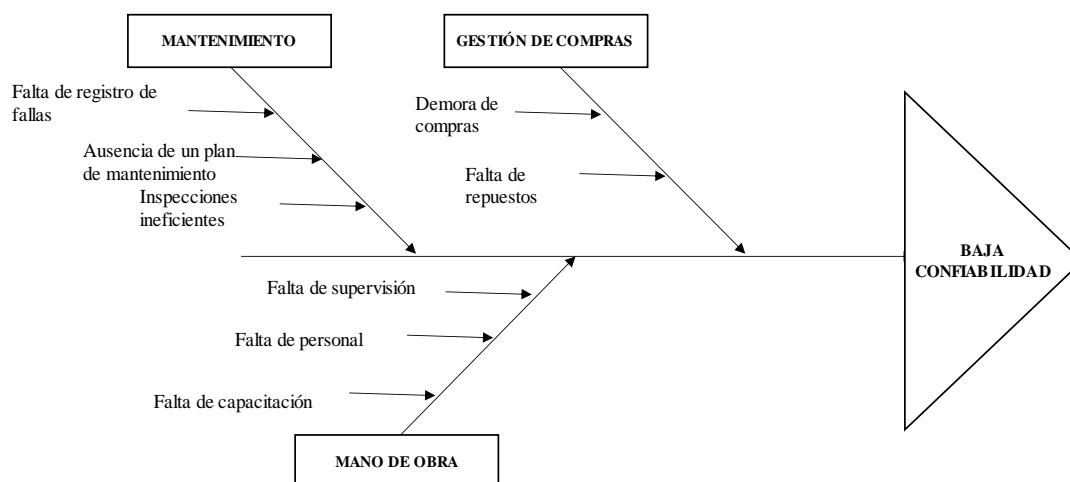 MANTENIMIENTO
GESTIÓN DE COMPRAS
Falta de registro de
fallas
Ausencia de un plan
de mantenimiento
Inspecciones
ineficientes
Demora de
compras
Falta de
repuestos
BAJA
CONFIABILIDAD
Falta de supervisión
Falta de personal
Falta de capacitación
MANO DE OBRA